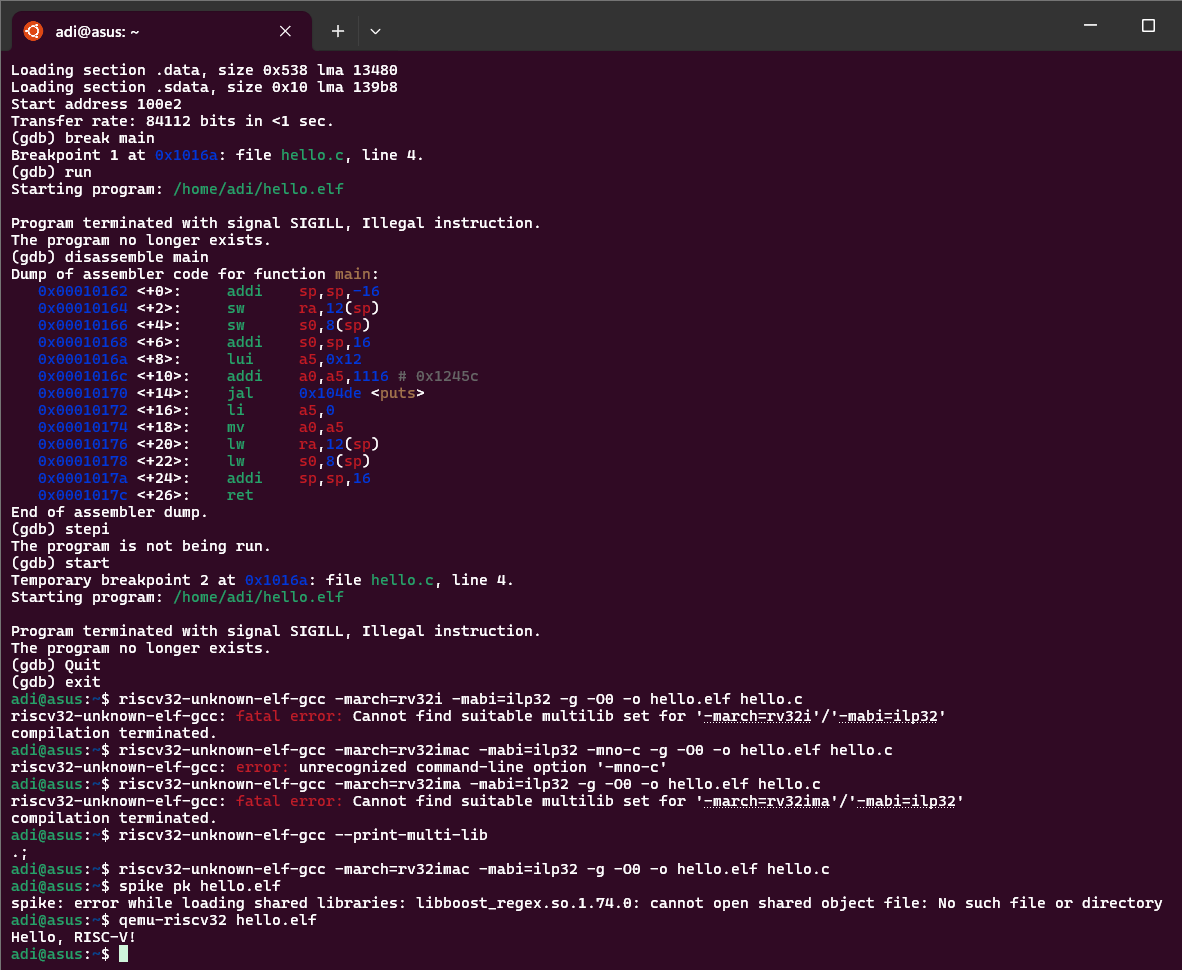 adi@asus: ~
Loading section .data, size 0x538 lma 13480
Loading section .sdata, size 0x10 lma 139b8
Start address 100e2
Transfer rate: 84112 bits in <1 sec.
(gdb) break main
Breakpoint 1 at 0x1016a: file hello.c, line 4.
(gdb) run
Starting program: /home/adi/hello.elf
Program terminated with signal SIGILL, Illegal instruction.
The program no longer exists.
(gdb) disassemble main
Dump of assembler code for function main:
   0x00010162 <+0>:     addi    sp,sp,-16
   0x00010164 <+2>:     sw      ra,12(sp)
   0x00010166 <+4>:     sw      s0,8(sp)
   0x00010168 <+6>:     addi    s0,sp,16
   0x0001016a <+8>:     lui     a5,0x12
   0x0001016c <+10>:    addi    a0,a5,1116 # 0x1245c
   0x00010170 <+14>:    jal     0x104de <puts>
   0x00010172 <+16>:    li      a5,0
   0x00010174 <+18>:    mv      a0,a5
   0x00010176 <+20>:    lw      ra,12(sp)
   0x00010178 <+22>:    lw      s0,8(sp)
   0x0001017a <+24>:    addi    sp,sp,16
   0x0001017c <+26>:    ret
End of assembler dump.
(gdb) stepi
The program is not being run.
(gdb) start
Temporary breakpoint 2 at 0x1016a: file hello.c, line 4.
Starting program: /home/adi/hello.elf
Program terminated with signal SIGILL, Illegal instruction.
The program no longer exists.
(gdb) Quit
(gdb) exit
adi@asus:~$ riscv32-unknown-elf-gcc -march=rv32i -mabi=ilp32 -g -O0 -o hello.elf hello.c
riscv32-unknown-elf-gcc: fatal error: Cannot find suitable multilib set for '-march=rv32i'/'-mabi=ilp32'
compilation terminated.
adi@asus:~$ riscv32-unknown-elf-gcc -march=rv32imac -mabi=ilp32 -mno-c -g -O0 -o hello.elf hello.c
riscv32-unknown-elf-gcc: error: unrecognized command-line option '-mno-c'
adi@asus:~$ riscv32-unknown-elf-gcc -march=rv32ima -mabi=ilp32 -g -O0 -o hello.elf hello.c
riscv32-unknown-elf-gcc: fatal error: Cannot find suitable multilib set for '-march=rv32ima'/'-mabi=ilp32'
compilation terminated.
adi@asus:~$ riscv32-unknown-elf-gcc --print-multi-lib
.;
adi@asus:~$ riscv32-unknown-elf-gcc -march=rv32imac -mabi=ilp32 -g -O0 -o hello.elf hello.c
adi@asus:~$ spike pk hello.elf
spike: error while loading shared libraries: libboost_regex.so.1.74.0: cannot open shared object file: No such file or directory
adi@asus:~$ qemu-riscv32 hello.elf
Hello, RISC-V!
adi@asus:~$